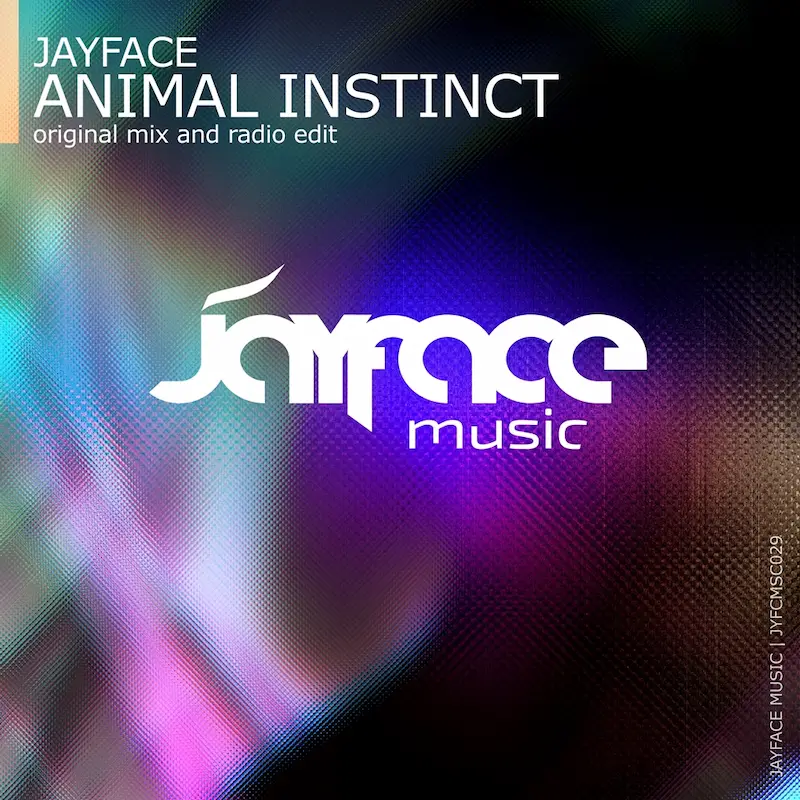 JAYFACE
ANIMAL INSTINCT
original mix and radio edit
jayface
music
JAYFACE MUSIC | JYFCMSC029